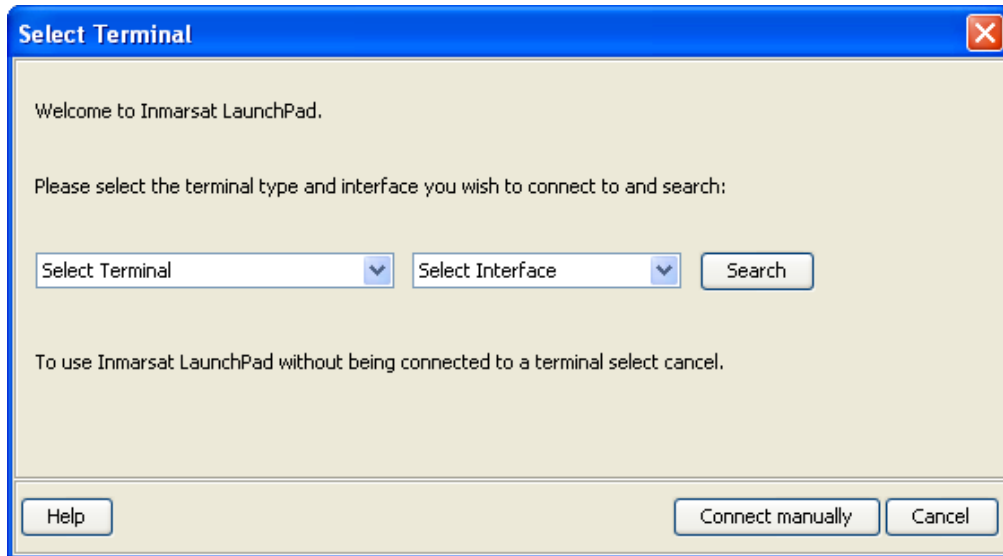 Select Terminal
Welcome to Inmarsat LaunchPad.
Please select the terminal type and interface you wish to connect to and search:
Select Terminal Select Interface Search
To use Inmarsat LaunchPad without being connected to a terminal select cancel.
Help Connect manually Cancel